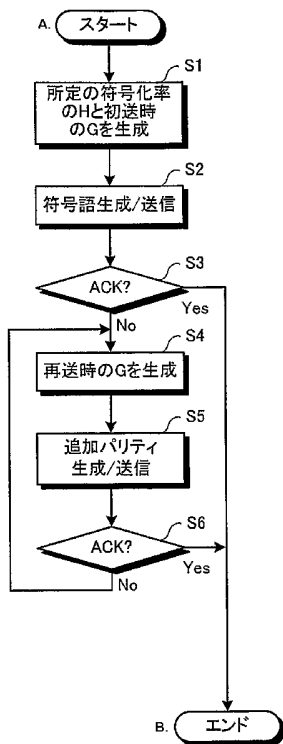 A. スタート
S1
所定の符号化率
のHと初送時
のGを生成
S2
符号語生成/送信
S3
ACK?
Yes
No
S4
再送時のGを生成
S5
追加パリティ
生成/送信
S6
ACK?
Yes
No
B. エンド